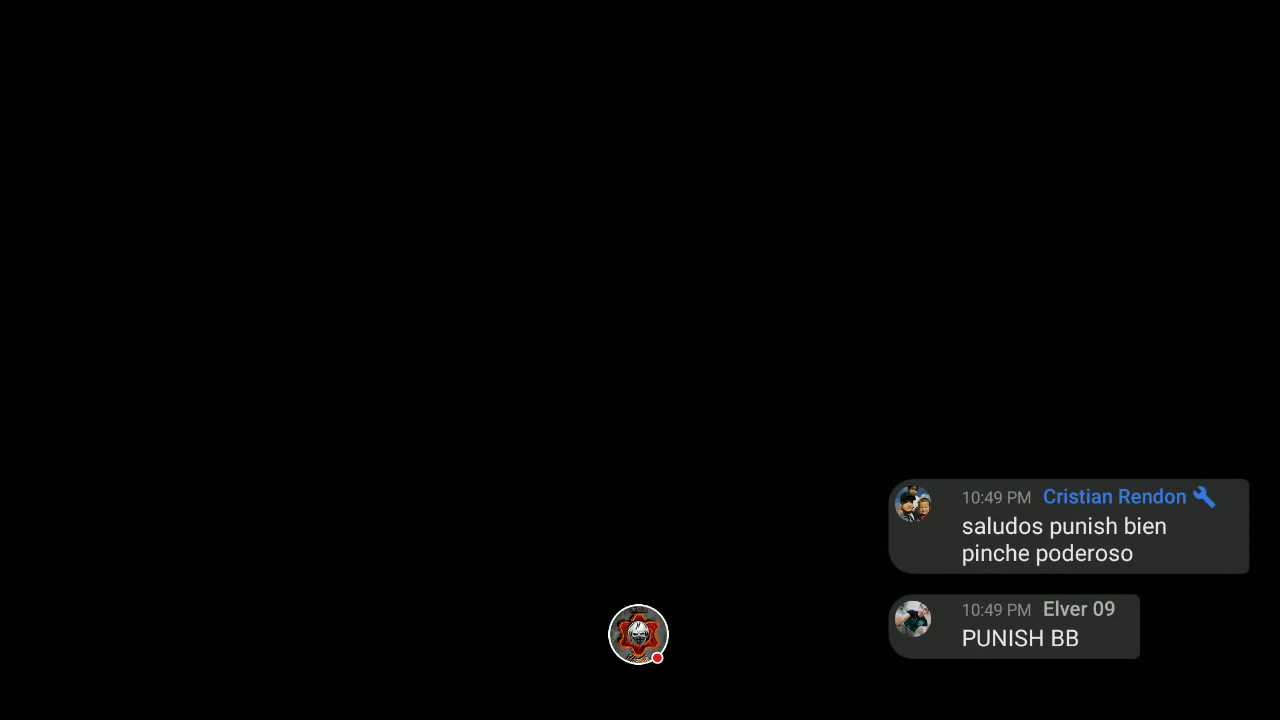 10:49 PM Cristian Rendon
saludos punish bien
pinche poderoso
10:49 PM Elver 09
PUNISH BB